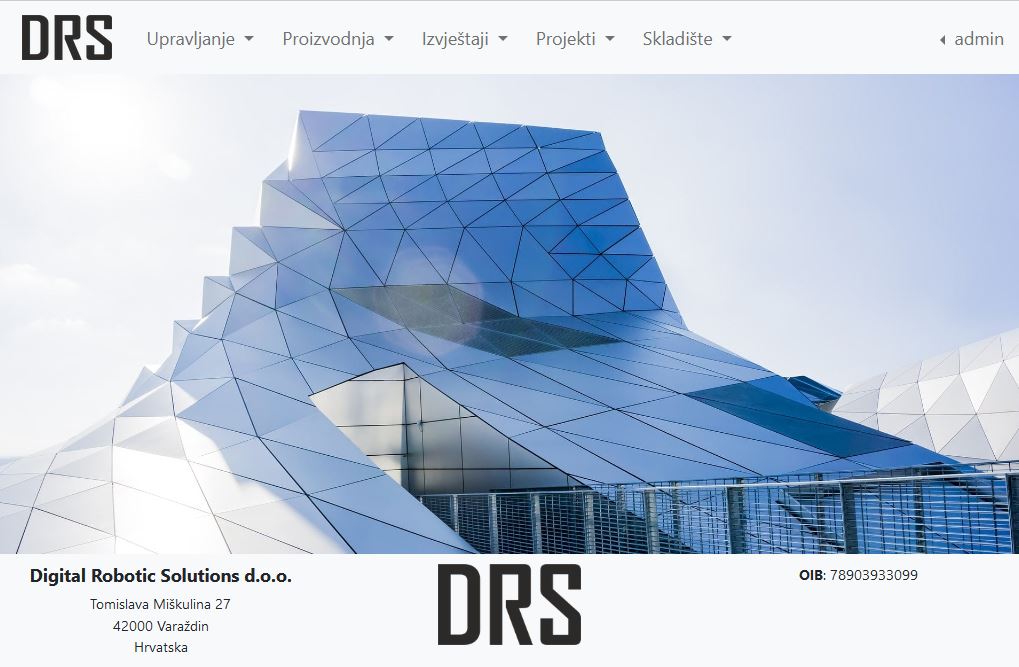 DRS Upravljanje Proizvodnja Izvještaji Projekti Skladište admin
Digital Robotic Solutions d.o.o.
Tomislava Miškulina 27
42000 Varaždin
Hrvatska
DRS
OIB: 78903933099